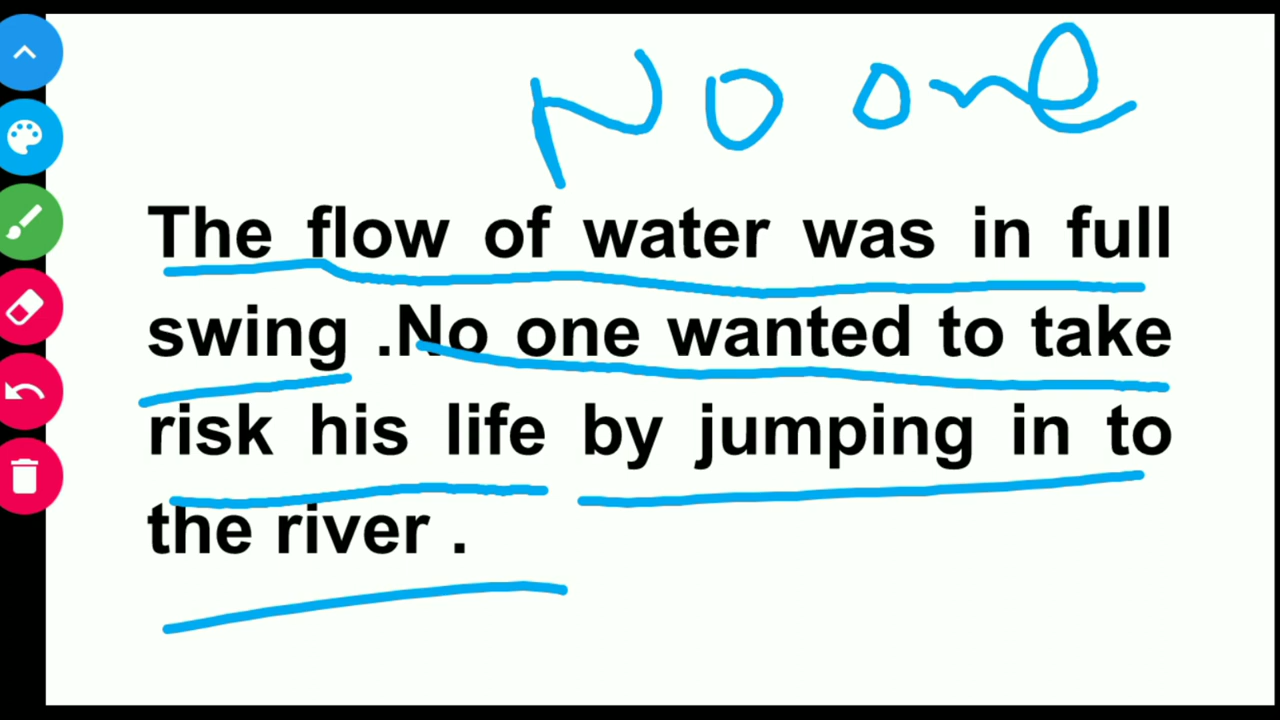 No one
The flow of water was in full
swing .No one wanted to take
risk his life by jumping in to
the river .